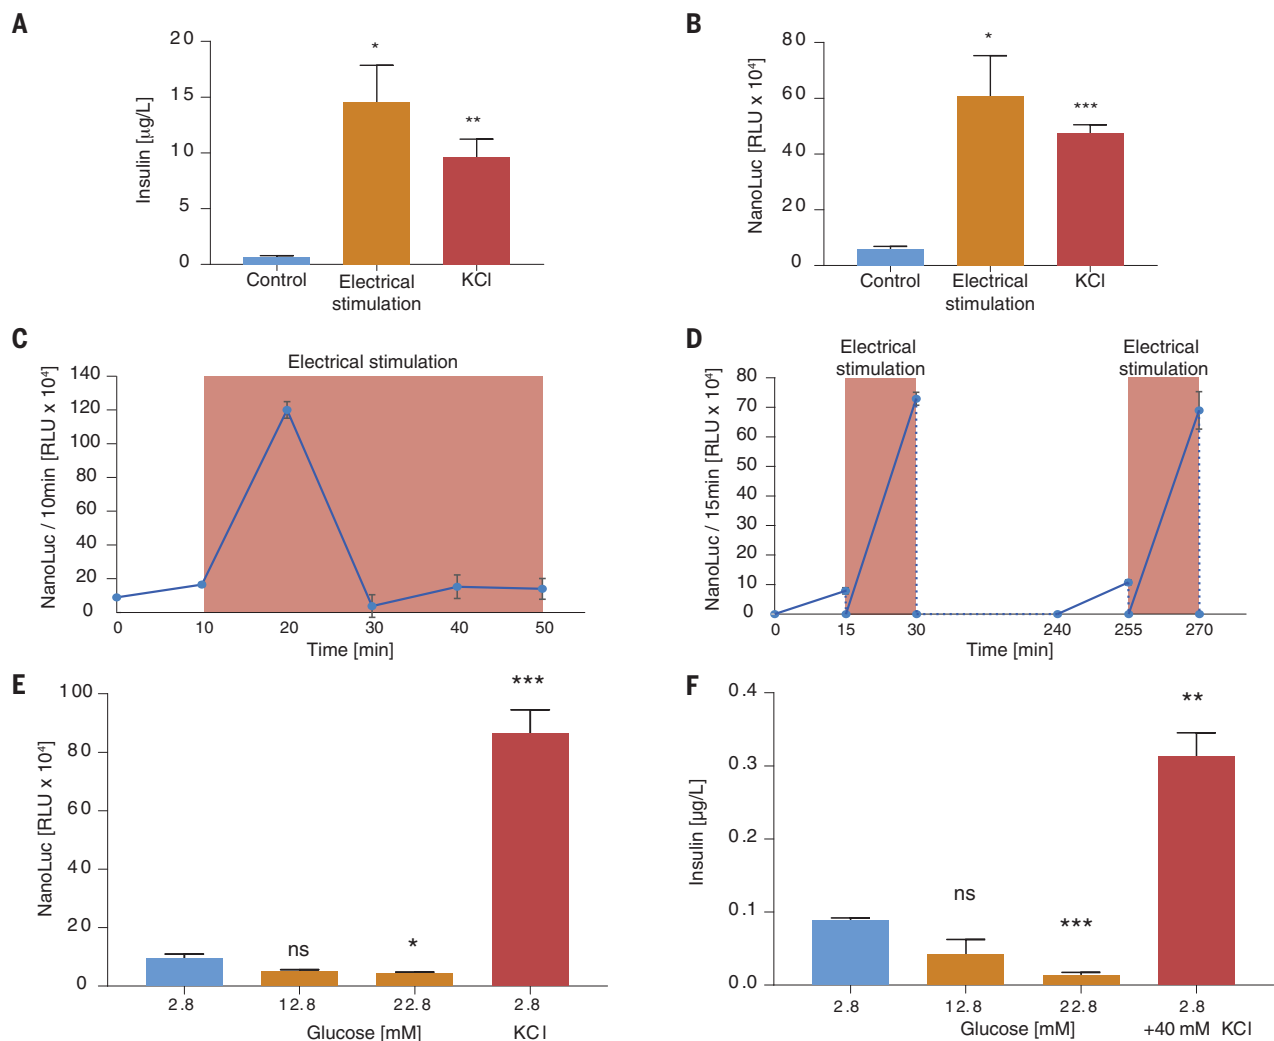 A
Insulin [µg/L]
20
15
10
5
0
*
**
Control
Electrical
stimulation
KCl
B
NanoLuc [RLU x 10⁴]
80
60
40
20
0
*
***
Control
Electrical
stimulation
KCl
C
Electrical stimulation
NanoLuc / 10min [RLU x 10⁴]
140
120
100
80
60
40
20
0
0 10 20 30 40 50
Time [min]
D
Electrical
stimulation
Electrical
stimulation
NanoLuc / 15min [RLU x 10⁴]
80
70
60
50
40
30
20
10
0
0 15 30 240 255 270
Time [min]
E
NanoLuc [RLU x 10⁴]
100
80
60
40
20
0
ns
*
***
2.8 12.8 22.8 2.8
Glucose [mM] KCl
F
Insulin [µg/L]
0.4
0.3
0.2
0.1
0.0
ns
***
**
2.8 12.8 22.8 2.8
Glucose [mM] +40 mM KCl